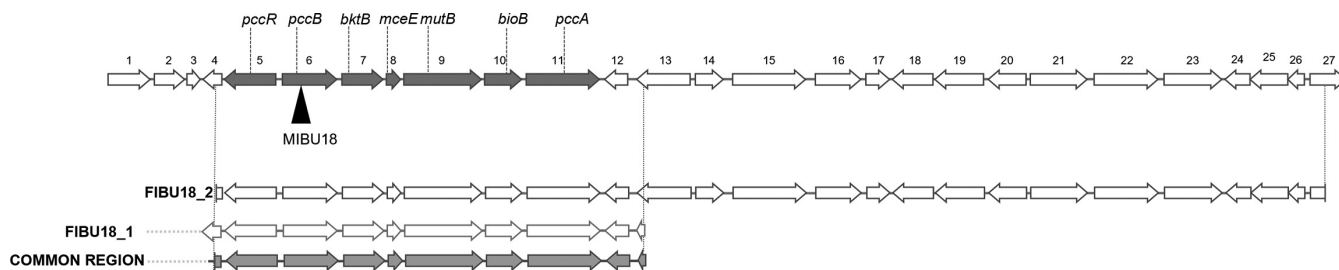 pccR pccB bktB mceE mutB bioB pccA
1 2 3 4 5 6 7 8 9 10 11 12 13 14 15 16 17 18 19 20 21 22 23 24 25 26 27
MIBU18
FIBU18_2
FIBU18_1
COMMON REGION